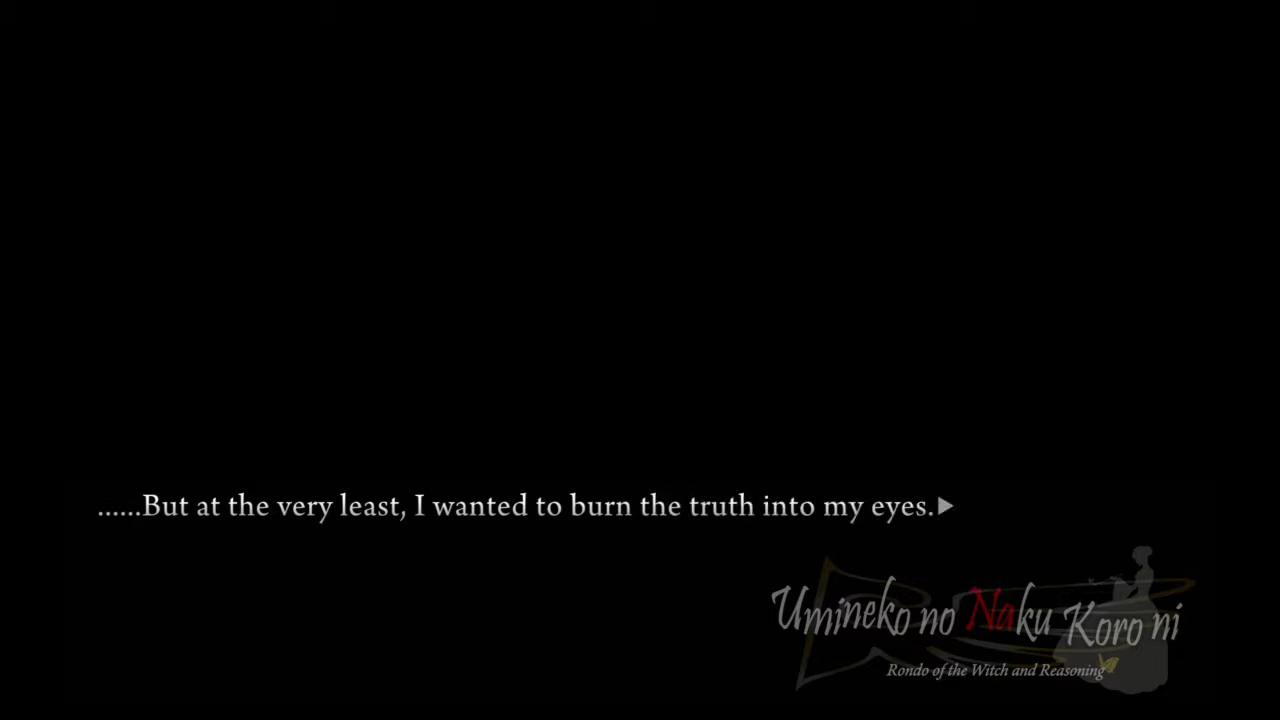 ......But at the very least, I wanted to burn the truth into my eyes.
Umineko no Naku Koro ni
Rondo of the Witch and Reasoning